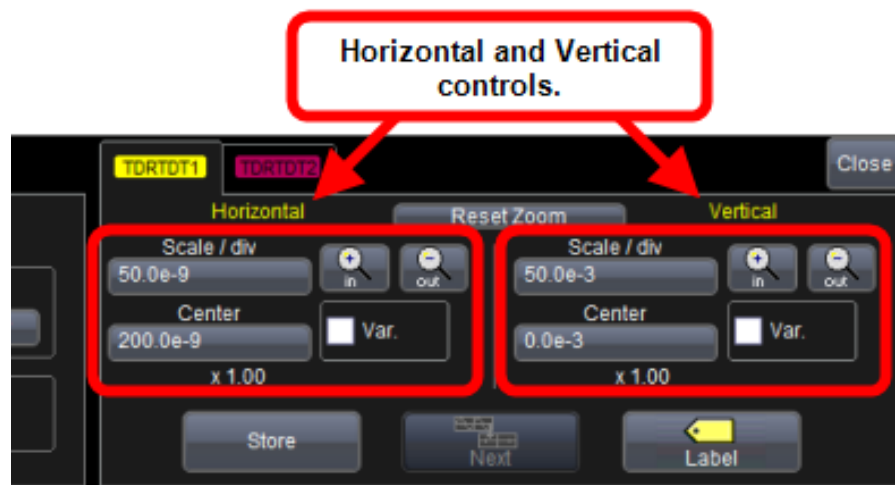 Horizontal and Vertical
controls.
TDRTDT1 TDRTDT2 Close
Horizontal Reset Zoom Vertical
Scale / div Scale / div
50.0e-9 in out 50.0e-3 in out
Center Center
200.0e-9 Var. 0.0e-3 Var.
x 1.00 x 1.00
Store Next Label